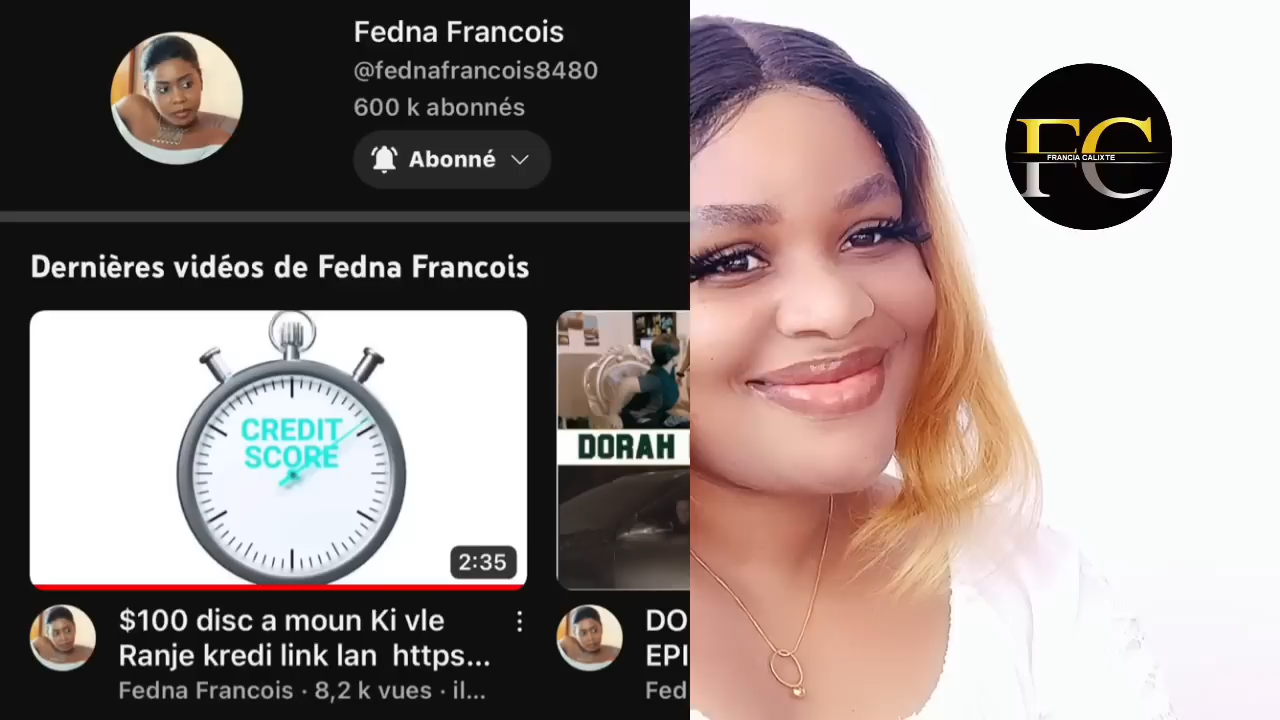 Fedna Francois
@fednafrancois8480
600 k abonnés
Abonné
Dernières vidéos de Fedna Francois
CREDIT
SCORE
2:35
$100 disc a moun Ki vle
Ranje kredi link lan https...
Fedna Francois · 8,2 k vues · il...
DORAH
DO
EPI
Fed
FC
FRANCIA CALIXTE